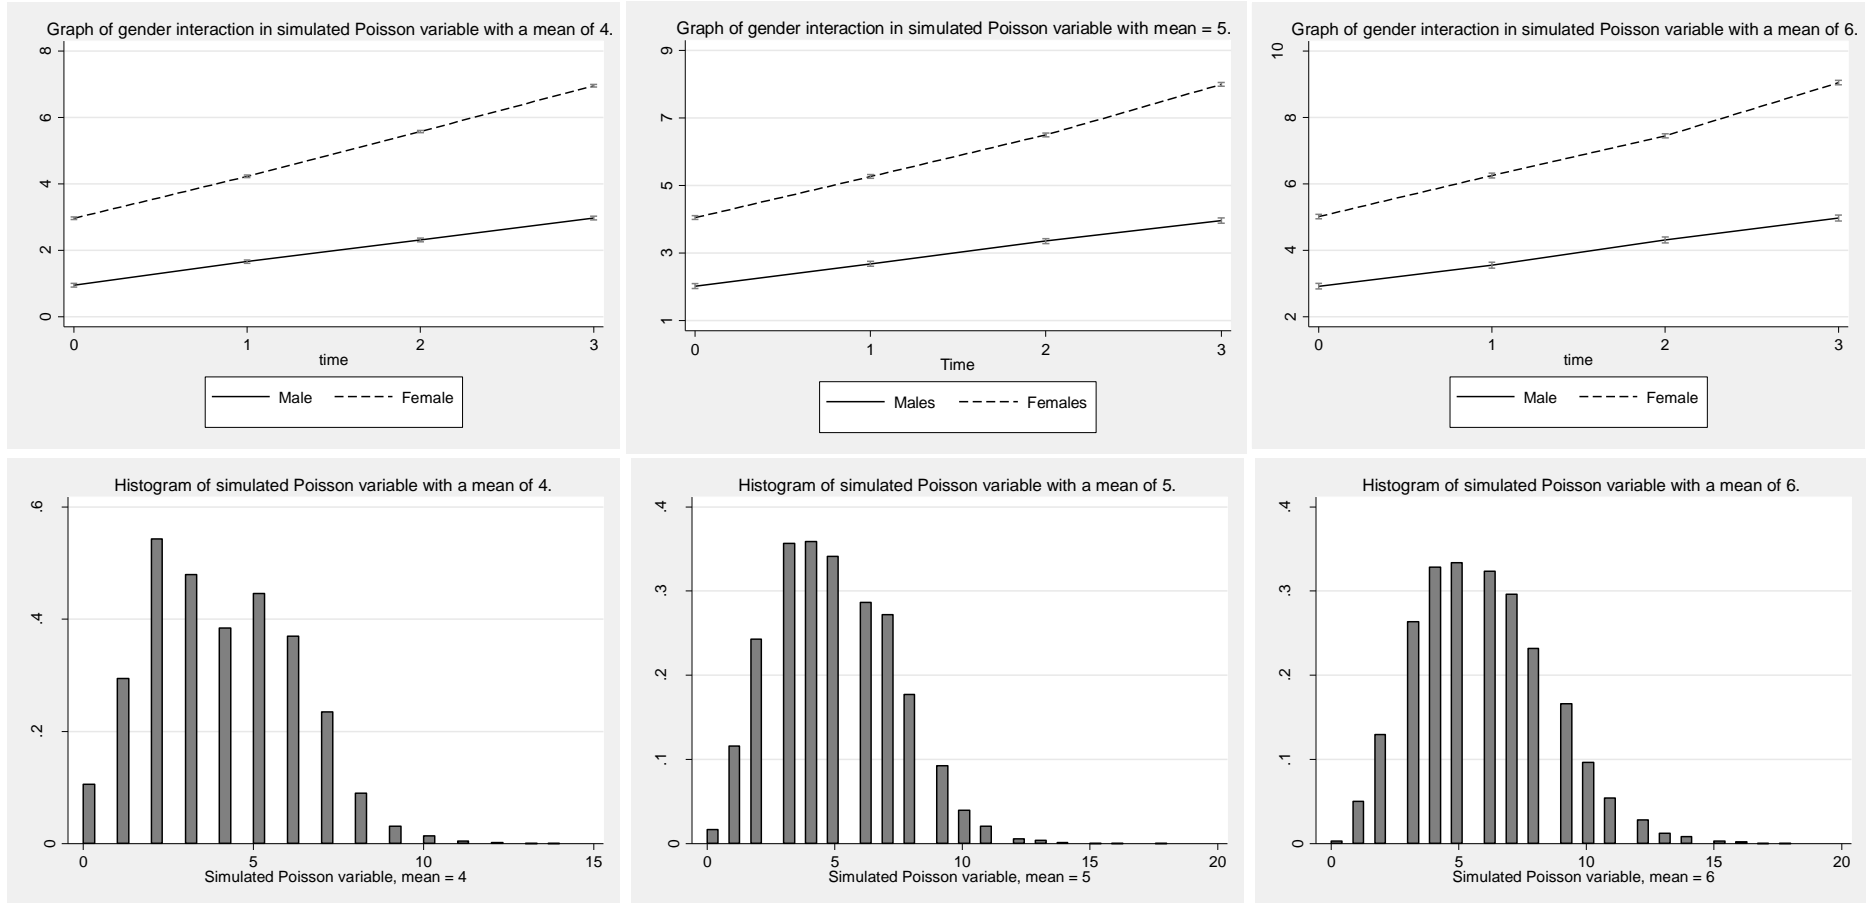 Graph of gender interaction in simulated Poisson variable with a mean of 4.
8
6
4
2
0
0 1 2 3
time
Male Female
Graph of gender interaction in simulated Poisson variable with mean = 5.
9
7
5
3
1
0 1 2 3
Time
Males Females
Graph of gender interaction in simulated Poisson variable with a mean of 6.
10
8
6
4
2
0 1 2 3
time
Male Female
Histogram of simulated Poisson variable with a mean of 4.
.6
.4
.2
0
0 5 10 15
Simulated Poisson variable, mean = 4
Histogram of simulated Poisson variable with a mean of 5.
.4
.3
.2
.1
0
0 5 10 15 20
Simulated Poisson variable, mean = 5
Histogram of simulated Poisson variable with a mean of 6.
.4
.3
.2
.1
0
0 5 10 15 20
Simulated Poisson variable, mean = 6